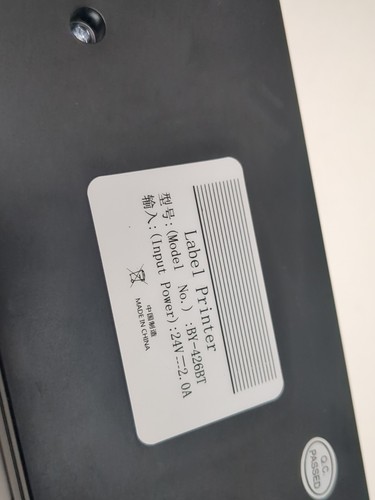 Label Printer
型号:(Model No.) :BY-426BT
输入:(Input Power):24V⎓2.0A
中国制造
MADE IN CHINA
Q.C.
PASSED